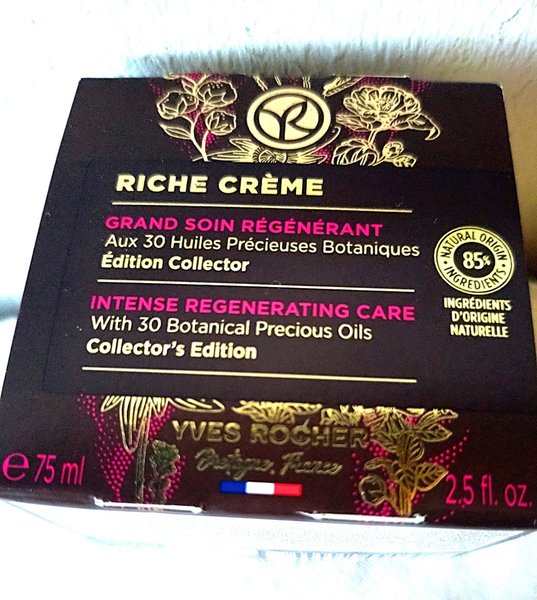 YR
RICHE CRÈME
GRAND SOIN RÉGÉNÉRANT
Aux 30 Huiles Précieuses Botaniques
Édition Collector
INTENSE REGENERATING CARE
With 30 Botanical Precious Oils
Collector's Edition
NATURAL ORIGIN
85%
INGREDIENTS
INGRÉDIENTS
D'ORIGINE
NATURELLE
YVES ROCHER
Bretagne, France
℮ 75 ml
2.5 fl. oz.